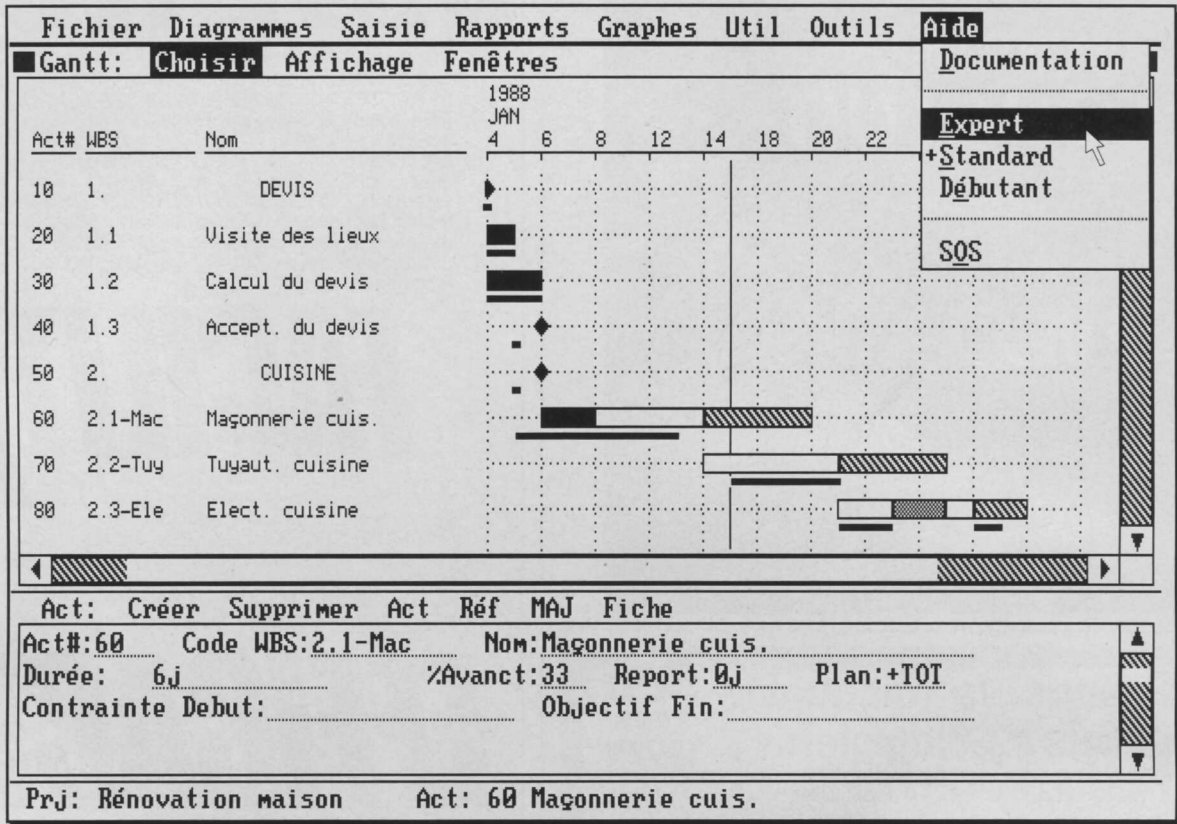 Fichier Diagrammes Saisie Rapports Graphes Util Outils Aide
Gantt: Choisir Affichage Fenêtres
Documentation
Expert
+Standard
Débutant
SOS
1988
JAN
Act# WBS Nom 4 6 8 12 14 18 20 22
10 1. DEVIS
20 1.1 Visite des lieux
30 1.2 Calcul du devis
40 1.3 Accept. du devis
50 2. CUISINE
60 2.1-Mac Maçonnerie cuis.
70 2.2-Tuy Tuyaut. cuisine
80 2.3-Ele Elect. cuisine
Act: Créer Supprimer Act Réf MAJ Fiche
Act#:60 Code WBS:2.1-Mac Nom:Maçonnerie cuis.
Durée: 6j %Avanct:33 Report:0j Plan:+TOT
Contrainte Debut: Objectif Fin:
Prj: Rénovation maison Act: 60 Maçonnerie cuis.